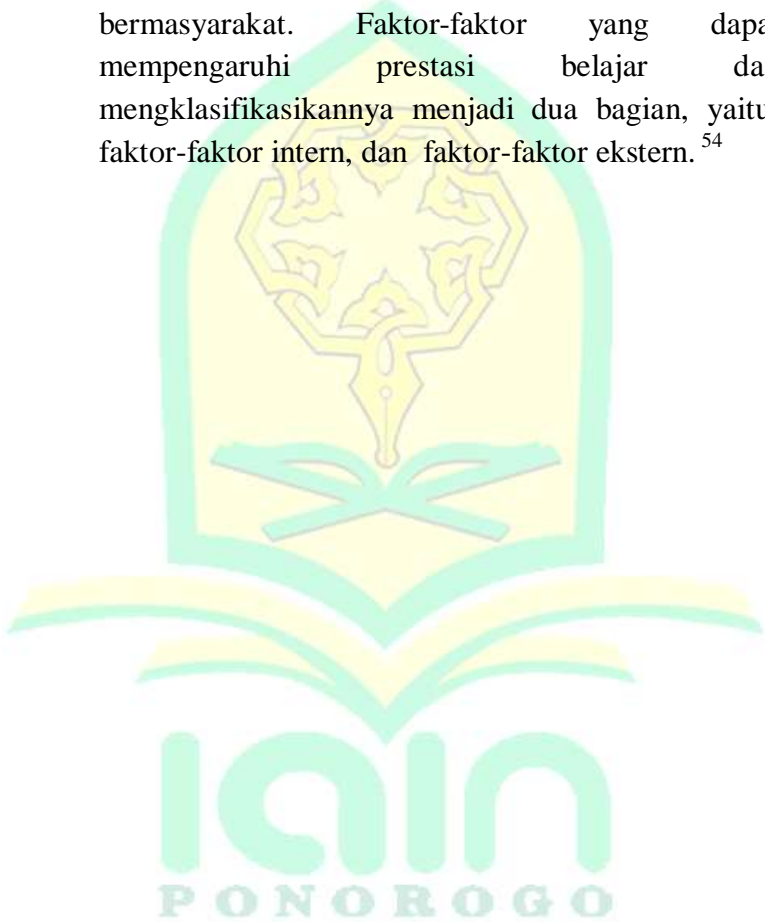 bermasyarakat. Faktor-faktor yang dapa
mempengaruhi prestasi belajar da
mengklasifikasikannya menjadi dua bagian, yaitu
faktor-faktor intern, dan faktor-faktor ekstern. 54
iain
PONOROGO